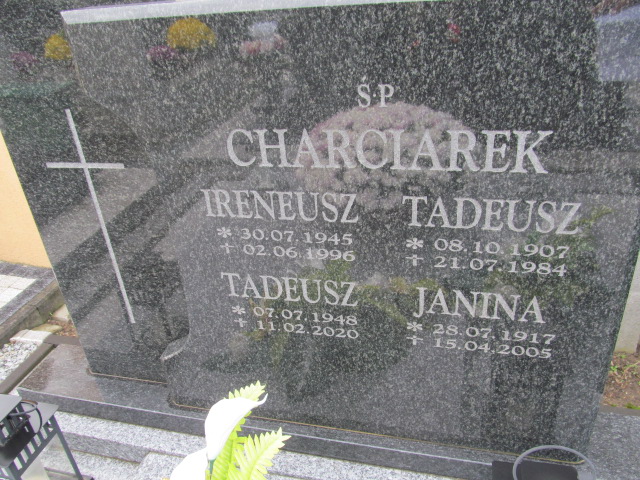 Ś.P
CHARCIAREK
IRENEUSZ
* 30.07.1945
+ 02.06.1996
TADEUSZ
* 08.10.1907
+ 21.07.1984
TADEUSZ
* 07.07.1948
+ 11.02.2020
JANINA
* 28.07.1917
+ 15.04.2005